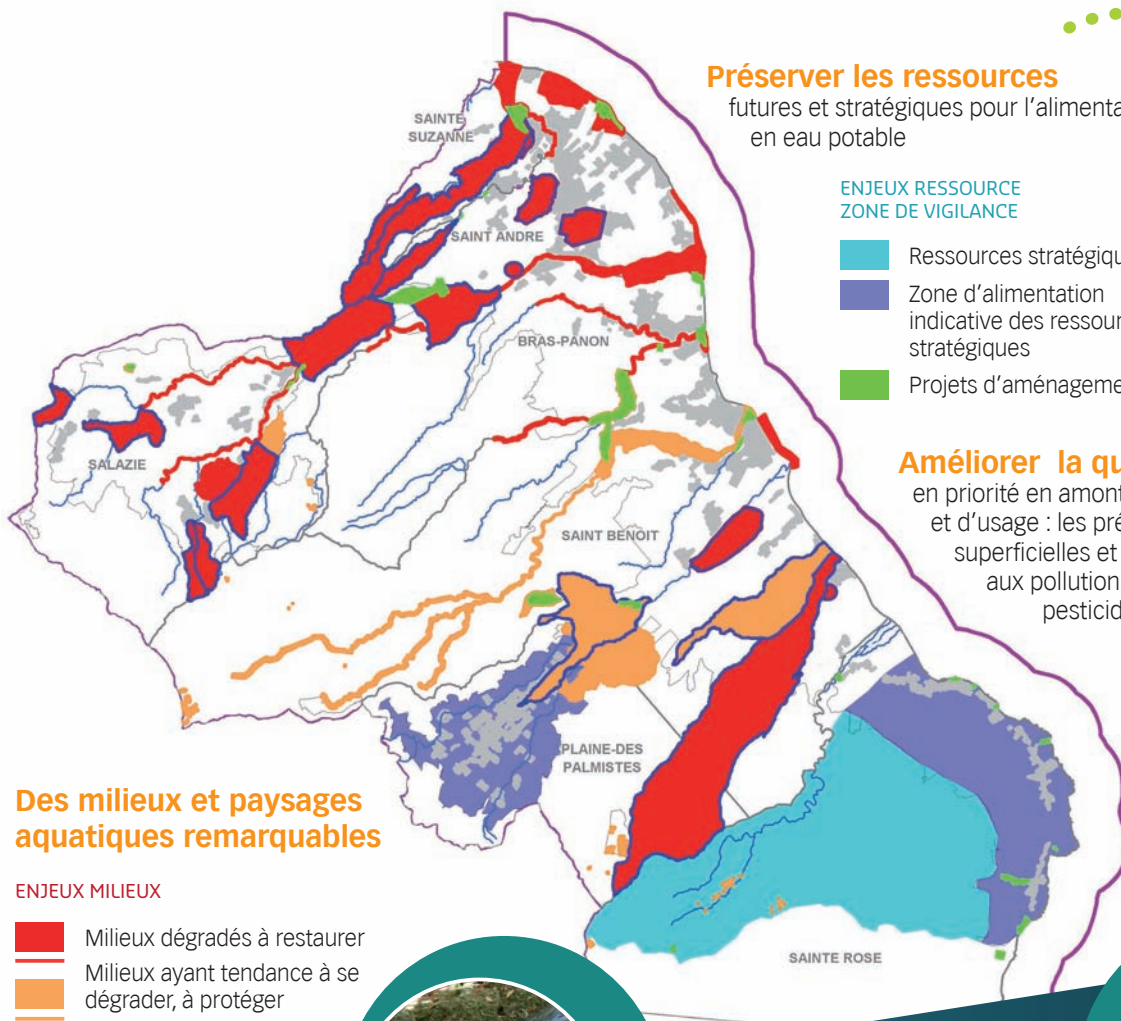 Préserver les ressources
futures et stratégiques pour l'alimenta
en eau potable
ENJEUX RESSOURCE
ZONE DE VIGILANCE
Ressources stratégiqu
Zone d'alimentation
indicative des ressour
stratégiques
Projets d'aménageme
Améliorer la qu
en priorité en amont
et d'usage : les pré
superficielles et
aux pollution
pesticid
SAINTE
SUZANNE
SAINT ANDRE
BRAS-PANON
SALAZIE
SAINT BENOIT
PLAINE-DES
PALMISTES
SAINTE ROSE
Des milieux et paysages
aquatiques remarquables
ENJEUX MILIEUX
Milieux dégradés à restaurer
Milieux ayant tendance à se
dégrader, à protéger